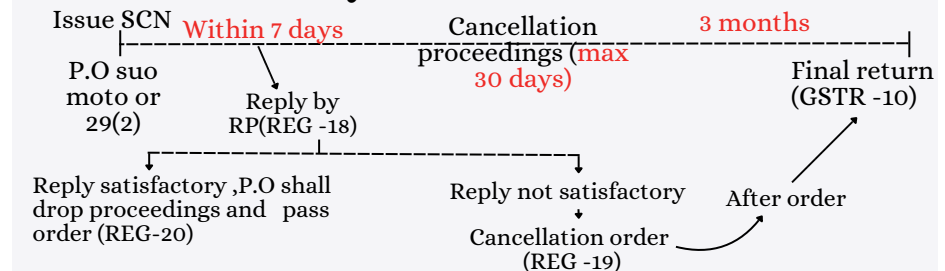 Issue SCN
Within 7 days
Cancellation
proceedings (max
30 days)
3 months
P.O suo
moto or
29(2)
Reply by
RP(REG -18)
Final return
(GSTR -10)
Reply satisfactory ,P.O shall
drop proceedings and pass
order (REG-20)
Reply not satisfactory
Cancellation order
(REG -19)
After order